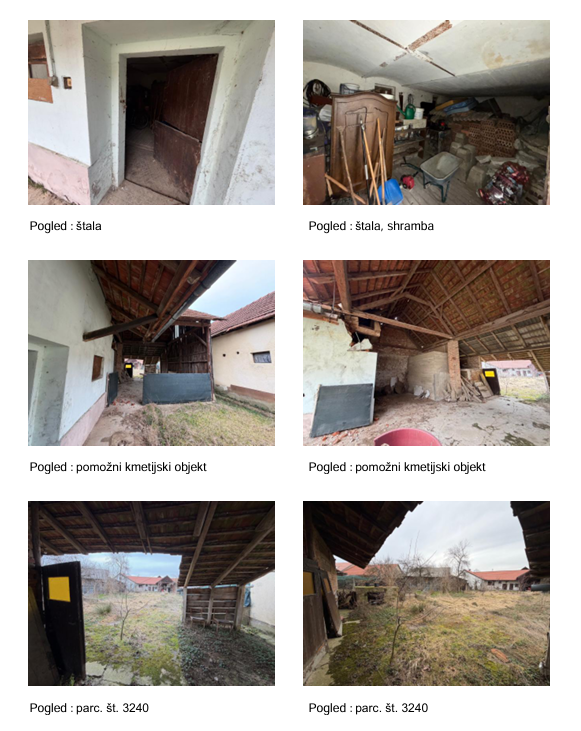 Pogled : štala
Pogled : štala, shramba
Pogled : pomožni kmetijski objekt
Pogled : pomožni kmetijski objekt
Pogled : parc. št. 3240
Pogled : parc. št. 3240